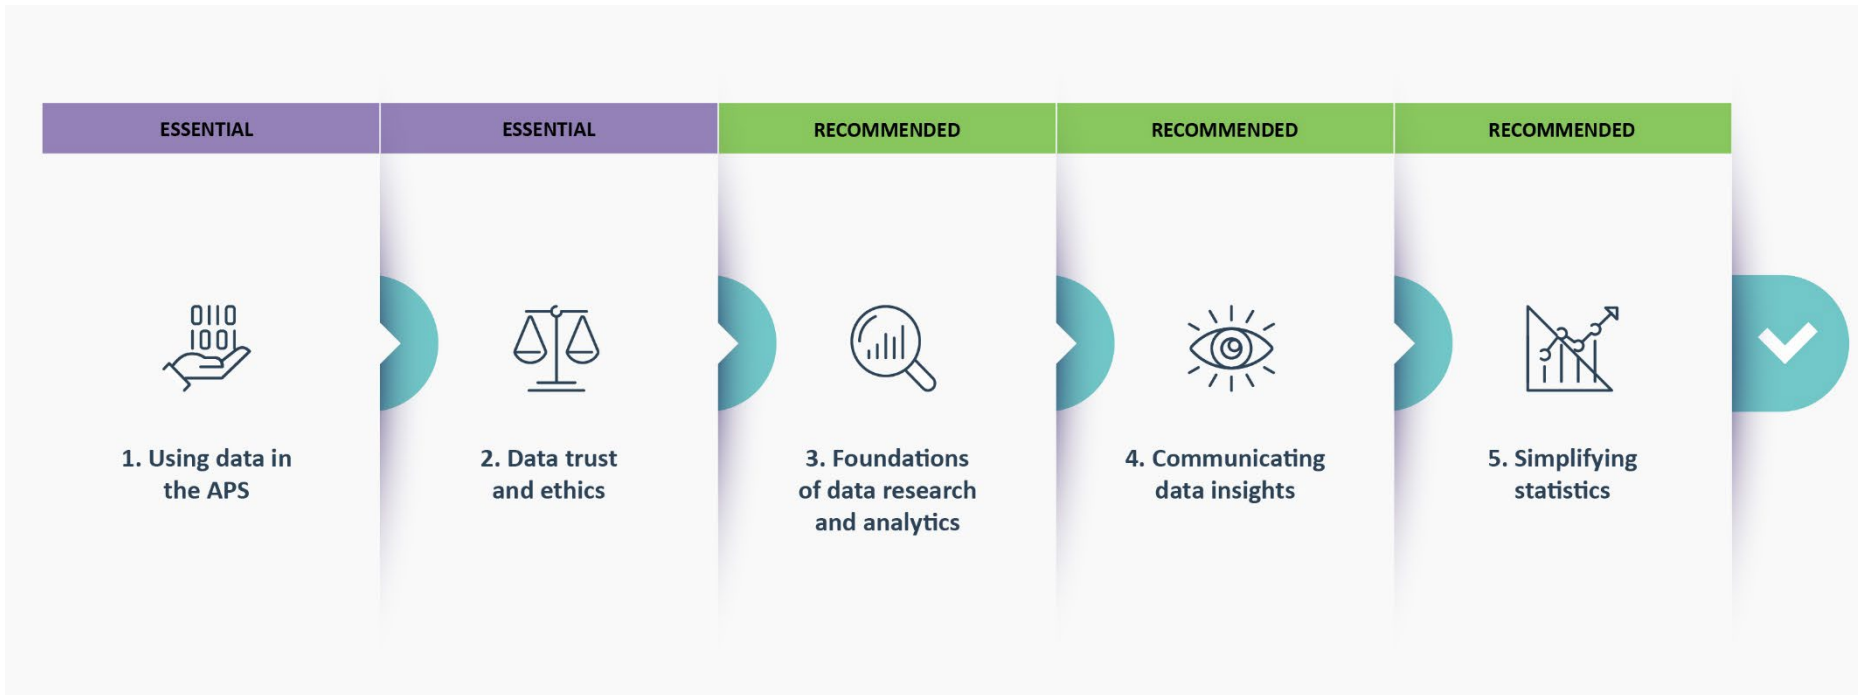 ESSENTIAL
ESSENTIAL
RECOMMENDED
RECOMMENDED
RECOMMENDED
0110
1001
1. Using data in
the APS
2. Data trust
and ethics
3. Foundations
of data research
and analytics
4. Communicating
data insights
5. Simplifying
statistics